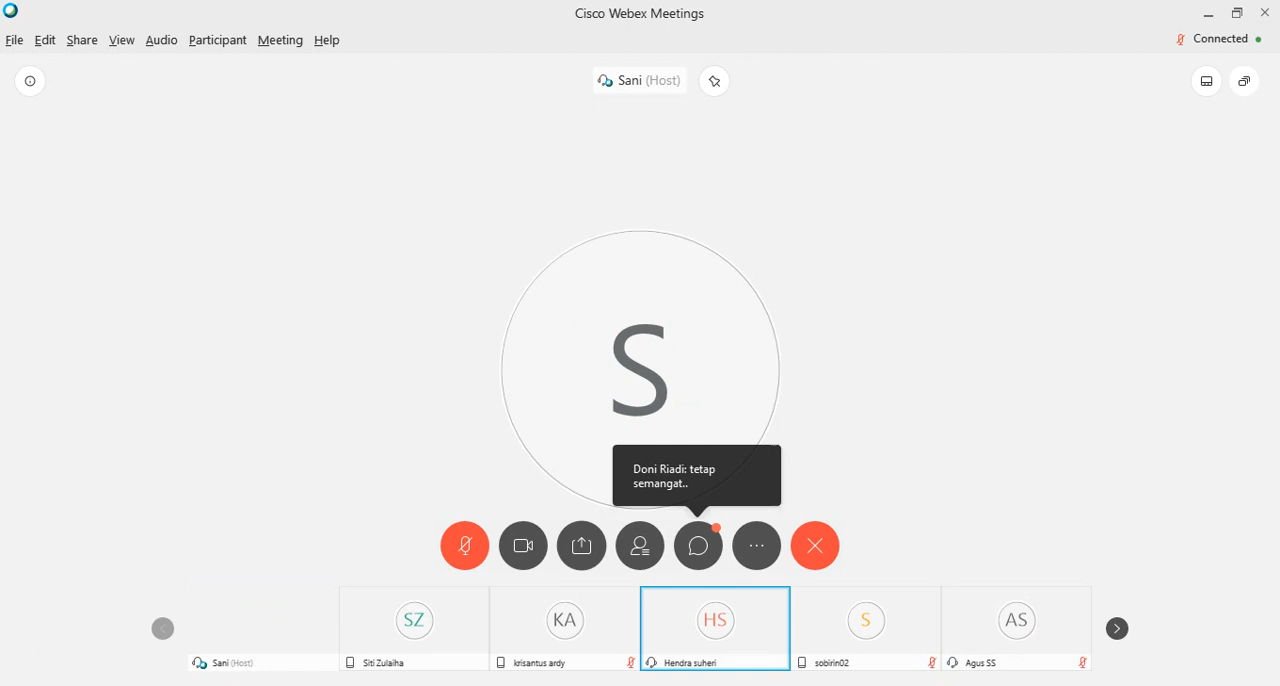 Cisco Webex Meetings
File Edit Share View Audio Participant Meeting Help
Connected
Sani (Host)
S
Doni Riadi: tetap
semangat..
SZ
KA
HS
S
AS
Sani (Host)
Siti Zulaiha
krisantus ardy
Hendra suheri
sobirin02
Agus SS